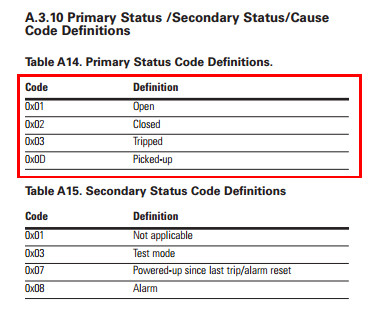 A.3.10 Primary Status /Secondary Status/Cause
Code Definitions
Table A14. Primary Status Code Definitions.
Code Definition
0x01 Open
0x02 Closed
0x03 Tripped
0x0D Picked-up
Table A15. Secondary Status Code Definitions
Code Definition
0x01 Not applicable
0x03 Test mode
0x07 Powered-up since last trip/alarm reset
0x08 Alarm